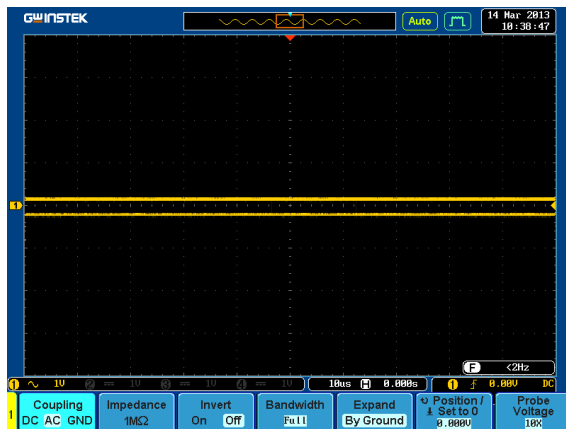 GWINSTEK Auto 14 Mar 2013
10:38:47
1
F <2Hz
1 1V 2 1V 3 1V 4 1V 10us H 0.000s 1 0.00V DC
1 Coupling Impedance Invert Bandwidth Expand Position / Probe
Set to 0 Voltage
DC AC GND 1MΩ On Off Full By Ground 0.000V 10X